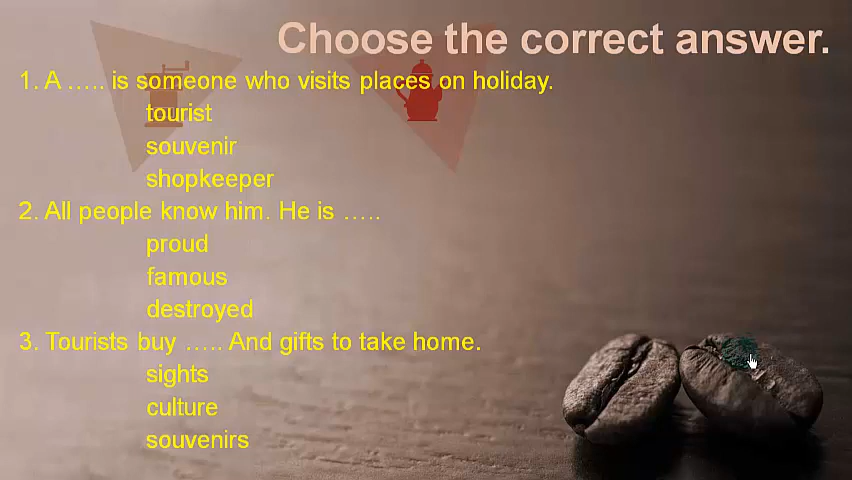 Choose the correct answer.
1. A ….. is someone who visits places on holiday.
tourist
souvenir
shopkeeper
2. All people know him. He is …..
proud
famous
destroyed
3. Tourists buy ….. And gifts to take home.
sights
culture
souvenirs